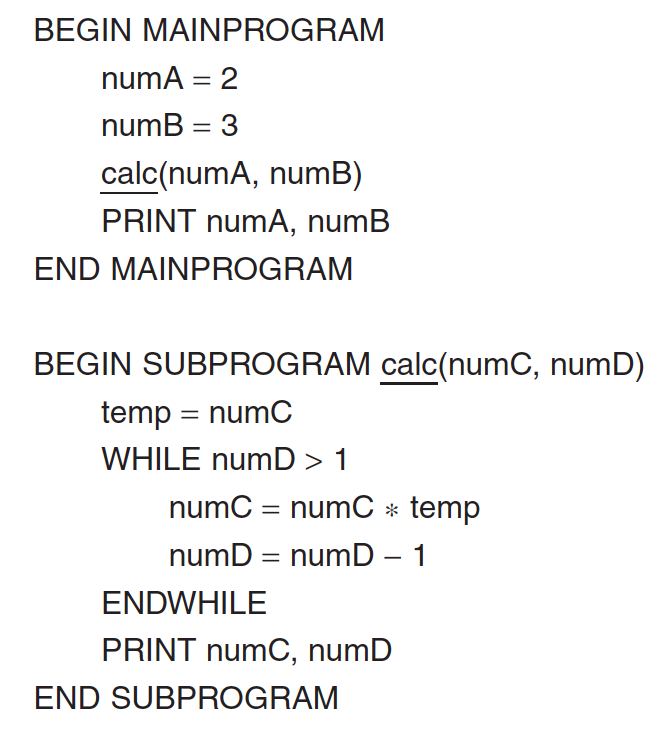 BEGIN MAINPROGRAM
numA = 2
numB = 3
calc(numA, numB)
PRINT numA, numB
END MAINPROGRAM
BEGIN SUBPROGRAM calc(numC, numD)
temp = numC
WHILE numD > 1
numC = numC * temp
numD = numD – 1
ENDWHILE
PRINT numC, numD
END SUBPROGRAM